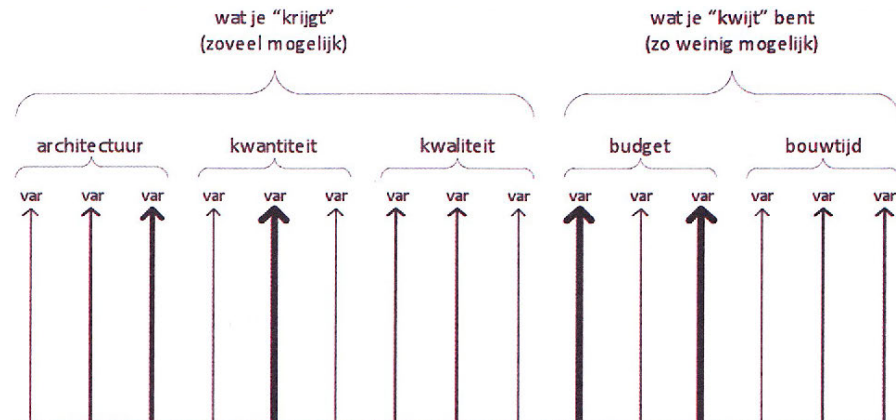 wat je “krijgt”
(zoveel mogelijk)
wat je “kwijt” bent
(zo weinig mogelijk)
architectuur kwantiteit kwaliteit budget bouwtijd
var var var var var var var var var var var var var var var